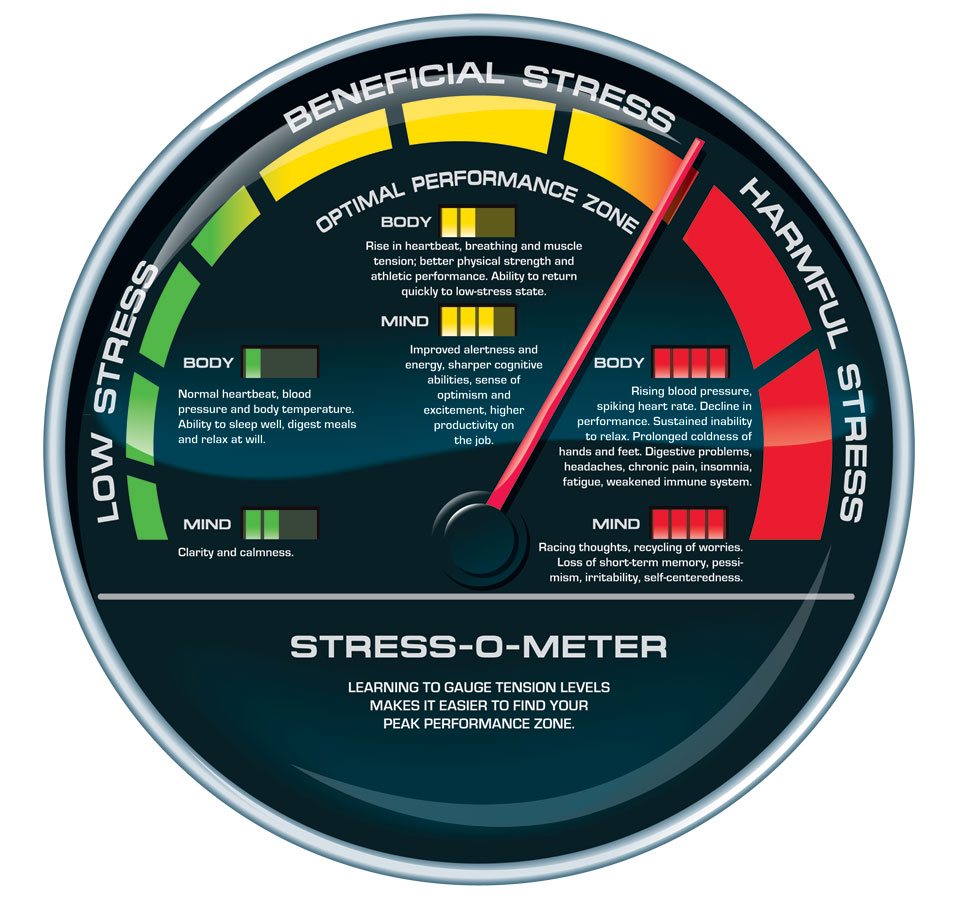 BENEFICIAL STRESS
OPTIMAL PERFORMANCE ZONE
BODY
Rise in heartbeat, breathing and muscle
tension; better physical strength and
athletic performance. Ability to return
quickly to low-stress state.
MIND
Improved alertness and
energy, sharper cognitive
abilities, sense of
optimism and
excitement, higher
productivity on
the job.
LOW STRESS
BODY
Normal heartbeat, blood
pressure and body temperature.
Ability to sleep well, digest meals
and relax at will.
MIND
Clarity and calmness.
HARMFUL STRESS
BODY
Rising blood pressure,
spiking heart rate. Decline in
performance. Sustained inability
to relax. Prolonged coldness of
hands and feet. Digestive problems,
headaches, chronic pain, insomnia,
fatigue, weakened immune system.
MIND
Racing thoughts, recycling of worries.
Loss of short-term memory, pessi-
mism, irritability, self-centeredness.
STRESS-O-METER
LEARNING TO GAUGE TENSION LEVELS
MAKES IT EASIER TO FIND YOUR
PEAK PERFORMANCE ZONE.